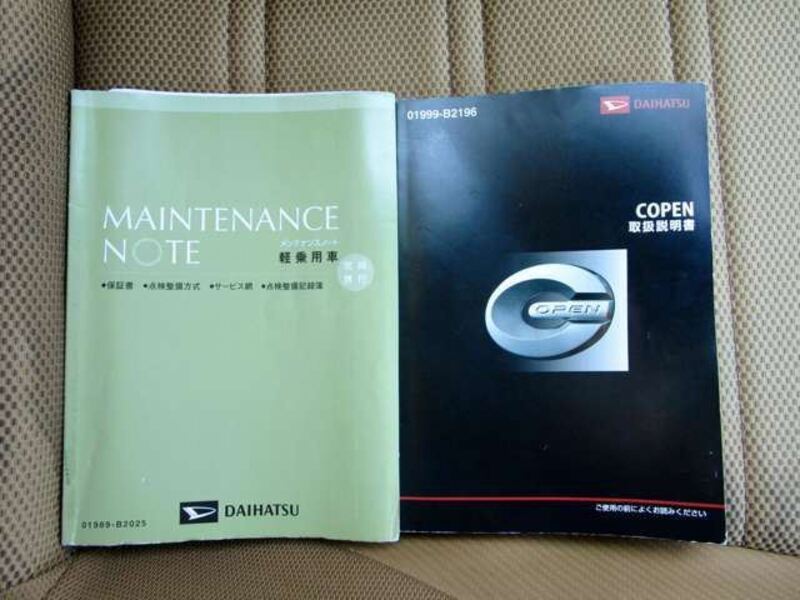 MAINTENANCE
NOTE
メンテナンスノート
軽乗用車
•保証書 •点検整備方式 •サービス網 •点検整備記録簿
DAIHATSU
01989-B2025
01999-B2196
DAIHATSU
COPEN
取扱説明書
COPEN
ご使用の前によくお読みください